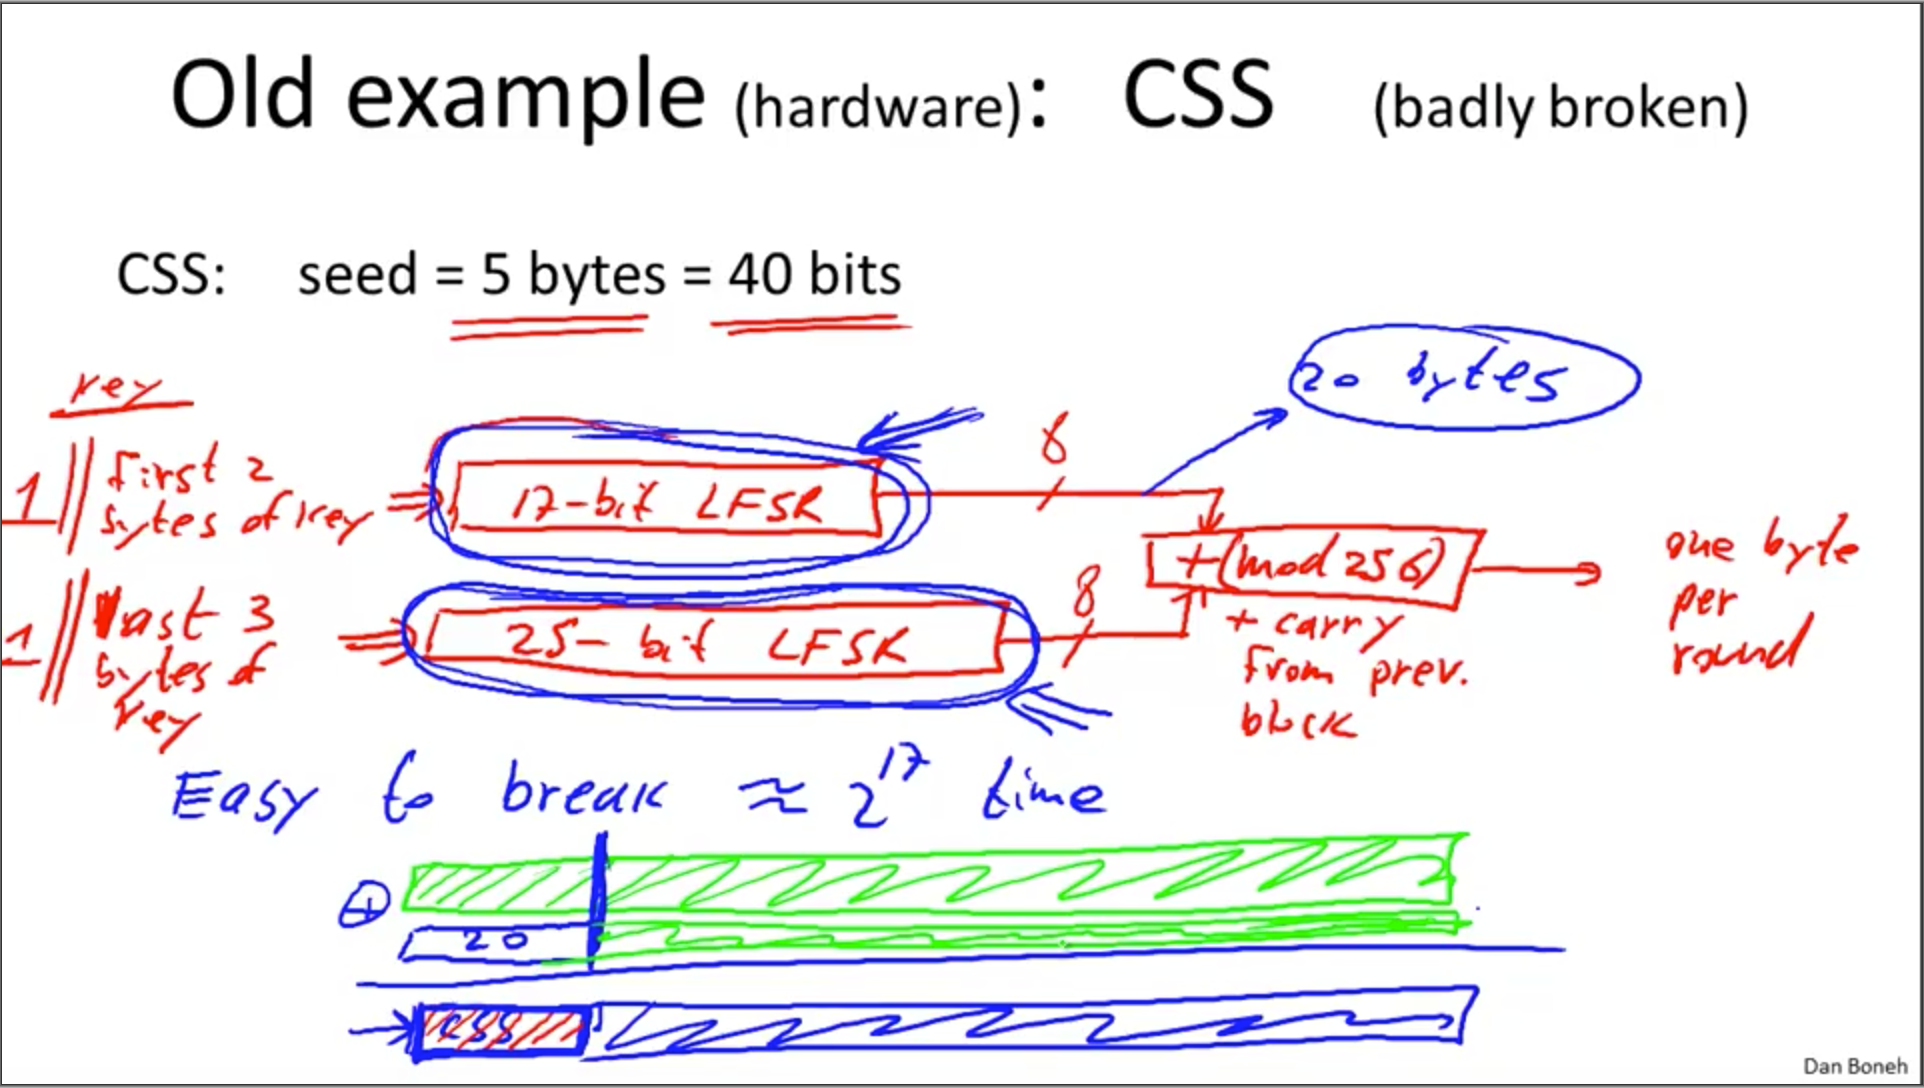 Old example (hardware): CSS (badly broken)
CSS: seed = 5 bytes = 40 bits
key
20 bytes
1 || first 2
bytes of key
17-bit LFSR
8
1 || last 3
bytes of
key
25-bit LFSR
8
+ (mod 256)
+ carry
from prev.
block
one byte
per
round
Easy to break ≈ 2^17 time
⊕
20
CSS
Dan Boneh